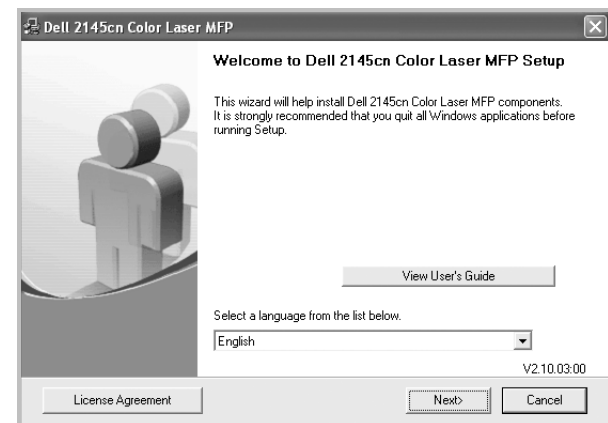 Dell 2145cn Color Laser MFP
Welcome to Dell 2145cn Color Laser MFP Setup
This wizard will help install Dell 2145cn Color Laser MFP components.
It is strongly recommended that you quit all Windows applications before
running Setup.
View User's Guide
Select a language from the list below.
English
V2.10.03:00
License Agreement
Next>
Cancel